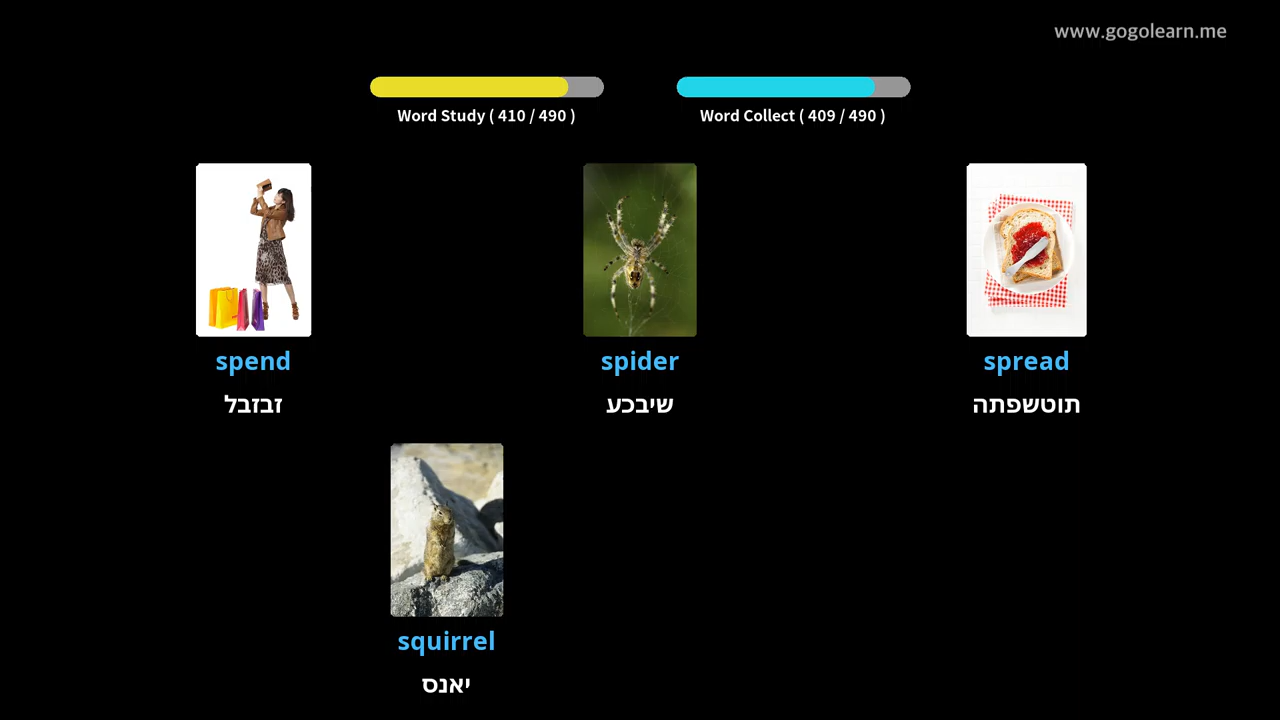 www.gogolearn.me
Word Study ( 410 / 490 )
Word Collect ( 409 / 490 )
spend
spider
spread
זבזבל
שיבכע
תוטשפתה
squirrel
יאנס